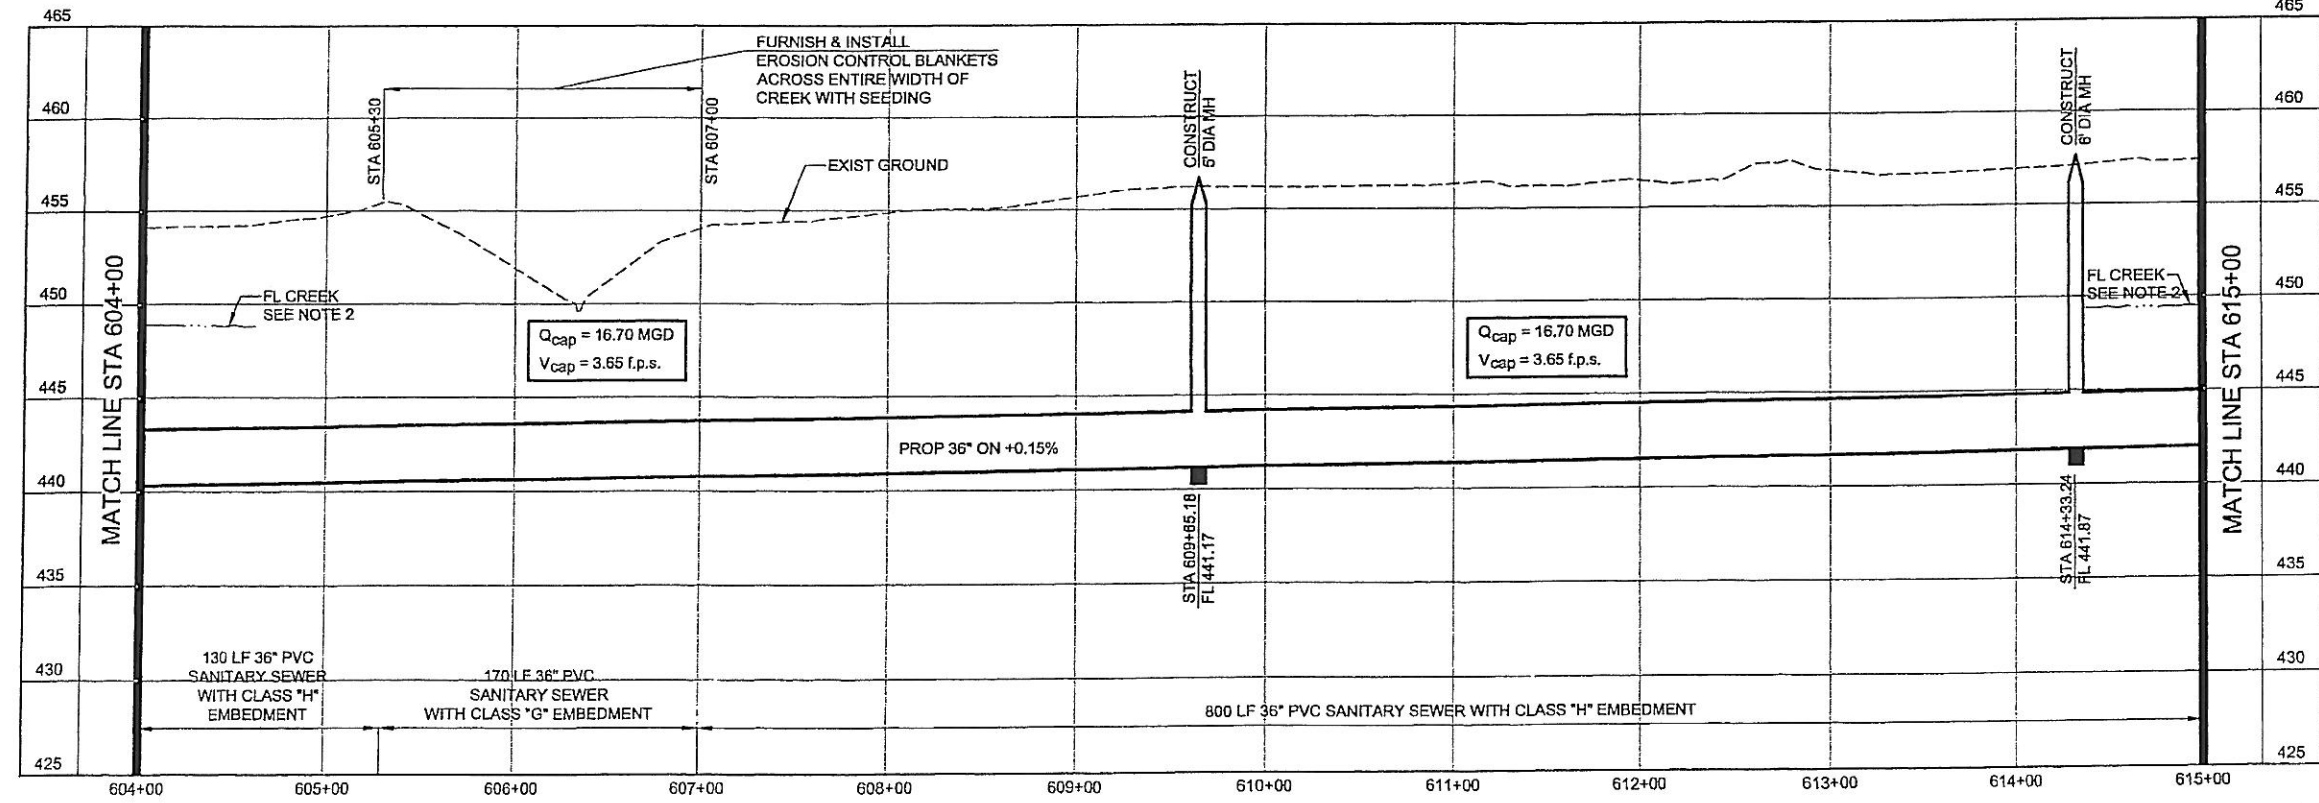 465
460
455
450
445
440
435
430
425
MATCH LINE STA 604+00
STA 605+30
STA 607+00
FURNISH & INSTALL
EROSION CONTROL BLANKETS
ACROSS ENTIRE WIDTH OF
CREEK WITH SEEDING
EXIST GROUND
FL CREEK
SEE NOTE 2
Qcap = 16.70 MGD
Vcap = 3.65 f.p.s.
CONSTRUCT
5' DIA MH
Qcap = 16.70 MGD
Vcap = 3.65 f.p.s.
CONSTRUCT
6' DIA MH
FL CREEK
SEE NOTE 2
PROP 36" ON +0.15%
STA 609+65.18
FL 441.17
STA 614+33.24
FL 441.87
130 LF 36" PVC
SANITARY SEWER
WITH CLASS "H"
EMBEDMENT
170 LF 36" PVC
SANITARY SEWER
WITH CLASS "G" EMBEDMENT
800 LF 36" PVC SANITARY SEWER WITH CLASS "H" EMBEDMENT
MATCH LINE STA 615+00
465
460
455
450
445
440
435
430
425
604+00
605+00
606+00
607+00
608+00
609+00
610+00
611+00
612+00
613+00
614+00
615+00